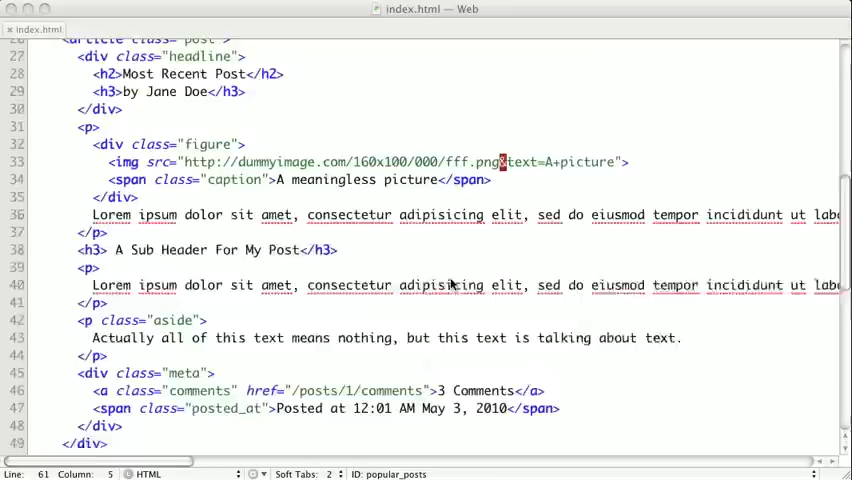 index.html — Web
index.html
26 <article class="post">
27 <div class="headline">
28 <h2>Most Recent Post</h2>
29 <h3>by Jane Doe</h3>
30 </div>
31 <p>
32 <div class="figure">
33 <img src="http://dummyimage.com/160x100/000/fff.png&text=A+picture">
34 <span class="caption">A meaningless picture</span>
35 </div>
36 Lorem ipsum dolor sit amet, consectetur adipisicing elit, sed do eiusmod tempor incididunt ut labo
37 </p>
38 <h3> A Sub Header For My Post</h3>
39 <p>
40 Lorem ipsum dolor sit amet, consectetur adipisicing elit, sed do eiusmod tempor incididunt ut labo
41 </p>
42 <p class="aside">
43 Actually all of this text means nothing, but this text is talking about text.
44 </p>
45 <div class="meta">
46 <a class="comments" href="/posts/1/comments">3 Comments</a>
47 <span class="posted_at">Posted at 12:01 AM May 3, 2010</span>
48 </div>
49 </div>
Line: 61 Column: 5 HTML Soft Tabs: 2 ID: popular_posts